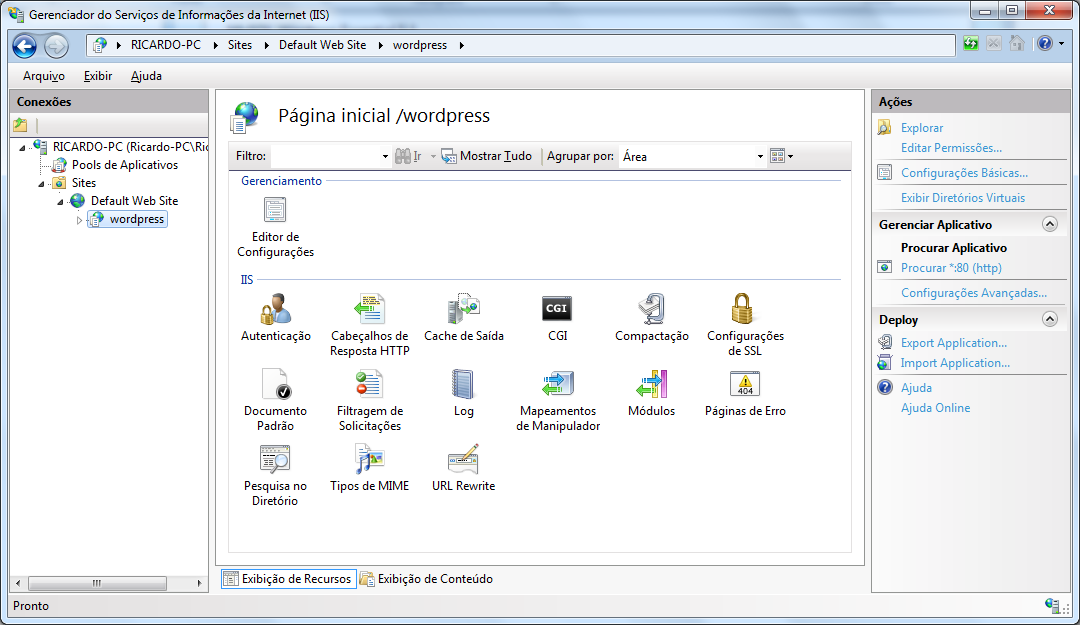 Gerenciador do Serviços de Informações da Internet (IIS)
RICARDO-PC Sites Default Web Site wordpress
Arquivo Exibir Ajuda
Conexões
RICARDO-PC (Ricardo-PC\Ric
Pools de Aplicativos
Sites
Default Web Site
wordpress
Página inicial /wordpress
Filtro: Ir Mostrar Tudo Agrupar por: Área
Gerenciamento
Editor de
Configurações
IIS
Autenticação
Cabeçalhos de
Resposta HTTP
Cache de Saída
CGI
CGI
Compactação
Configurações
de SSL
Documento
Padrão
Filtragem de
Solicitações
Log
Mapeamentos
de Manipulador
Módulos
404
Páginas de Erro
Pesquisa no
Diretório
Tipos de MIME
URL Rewrite
Exibição de Recursos Exibição de Conteúdo
Ações
Explorar
Editar Permissões...
Configurações Básicas...
Exibir Diretórios Virtuais
Gerenciar Aplicativo
Procurar Aplicativo
Procurar *:80 (http)
Configurações Avançadas...
Deploy
Export Application...
Import Application...
Ajuda
Ajuda Online
Pronto